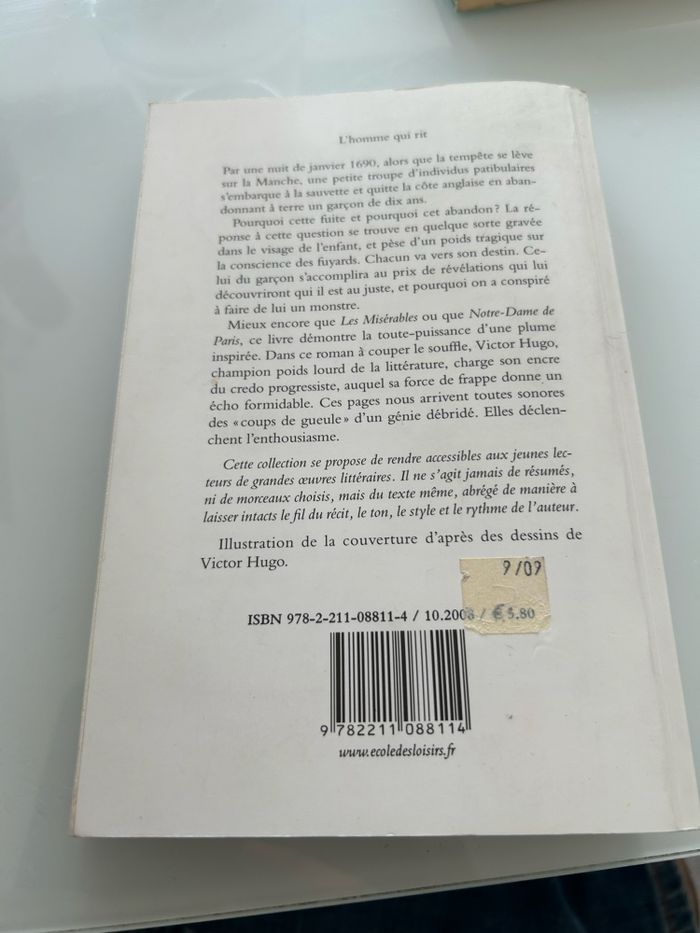 L'homme qui rit
Par une nuit de janvier 1690, alors que la tempête se lève
sur la Manche, une petite troupe d'individus patibulaires
s'embarque à la sauvette et quitte la côte anglaise en aban-
donnant à terre un garçon de dix ans.
Pourquoi cette fuite et pourquoi cet abandon ? La ré-
ponse à cette question se trouve en quelque sorte gravée
dans le visage de l'enfant, et pèse d'un poids tragique sur
la conscience des fuyards. Chacun va vers son destin. Ce-
lui du garçon s'accomplira au prix de révélations qui lui
découvriront qui il est au juste, et pourquoi on a conspiré
à faire de lui un monstre.
Mieux encore que Les Misérables ou que Notre-Dame de
Paris, ce livre démontre la toute-puissance d'une plume
inspirée. Dans ce roman à couper le souffle, Victor Hugo,
champion poids lourd de la littérature, charge son encre
du credo progressiste, auquel sa force de frappe donne un
écho formidable. Ces pages nous arrivent toutes sonores
des « coups de gueule » d'un génie débridé. Elles déclen-
chent l'enthousiasme.
Cette collection se propose de rendre accessibles aux jeunes lec-
teurs de grandes œuvres littéraires. Il ne s'agit jamais de résumés,
ni de morceaux choisis, mais du texte même, abrégé de manière à
laisser intacts le fil du récit, le ton, le style et le rythme de l'auteur.
Illustration de la couverture d'après des dessins de
Victor Hugo.
9/09
ISBN 978-2-211-08811-4 / 10.2008 / € 5.80
9 782211 088114
www.ecoledesloisirs.fr